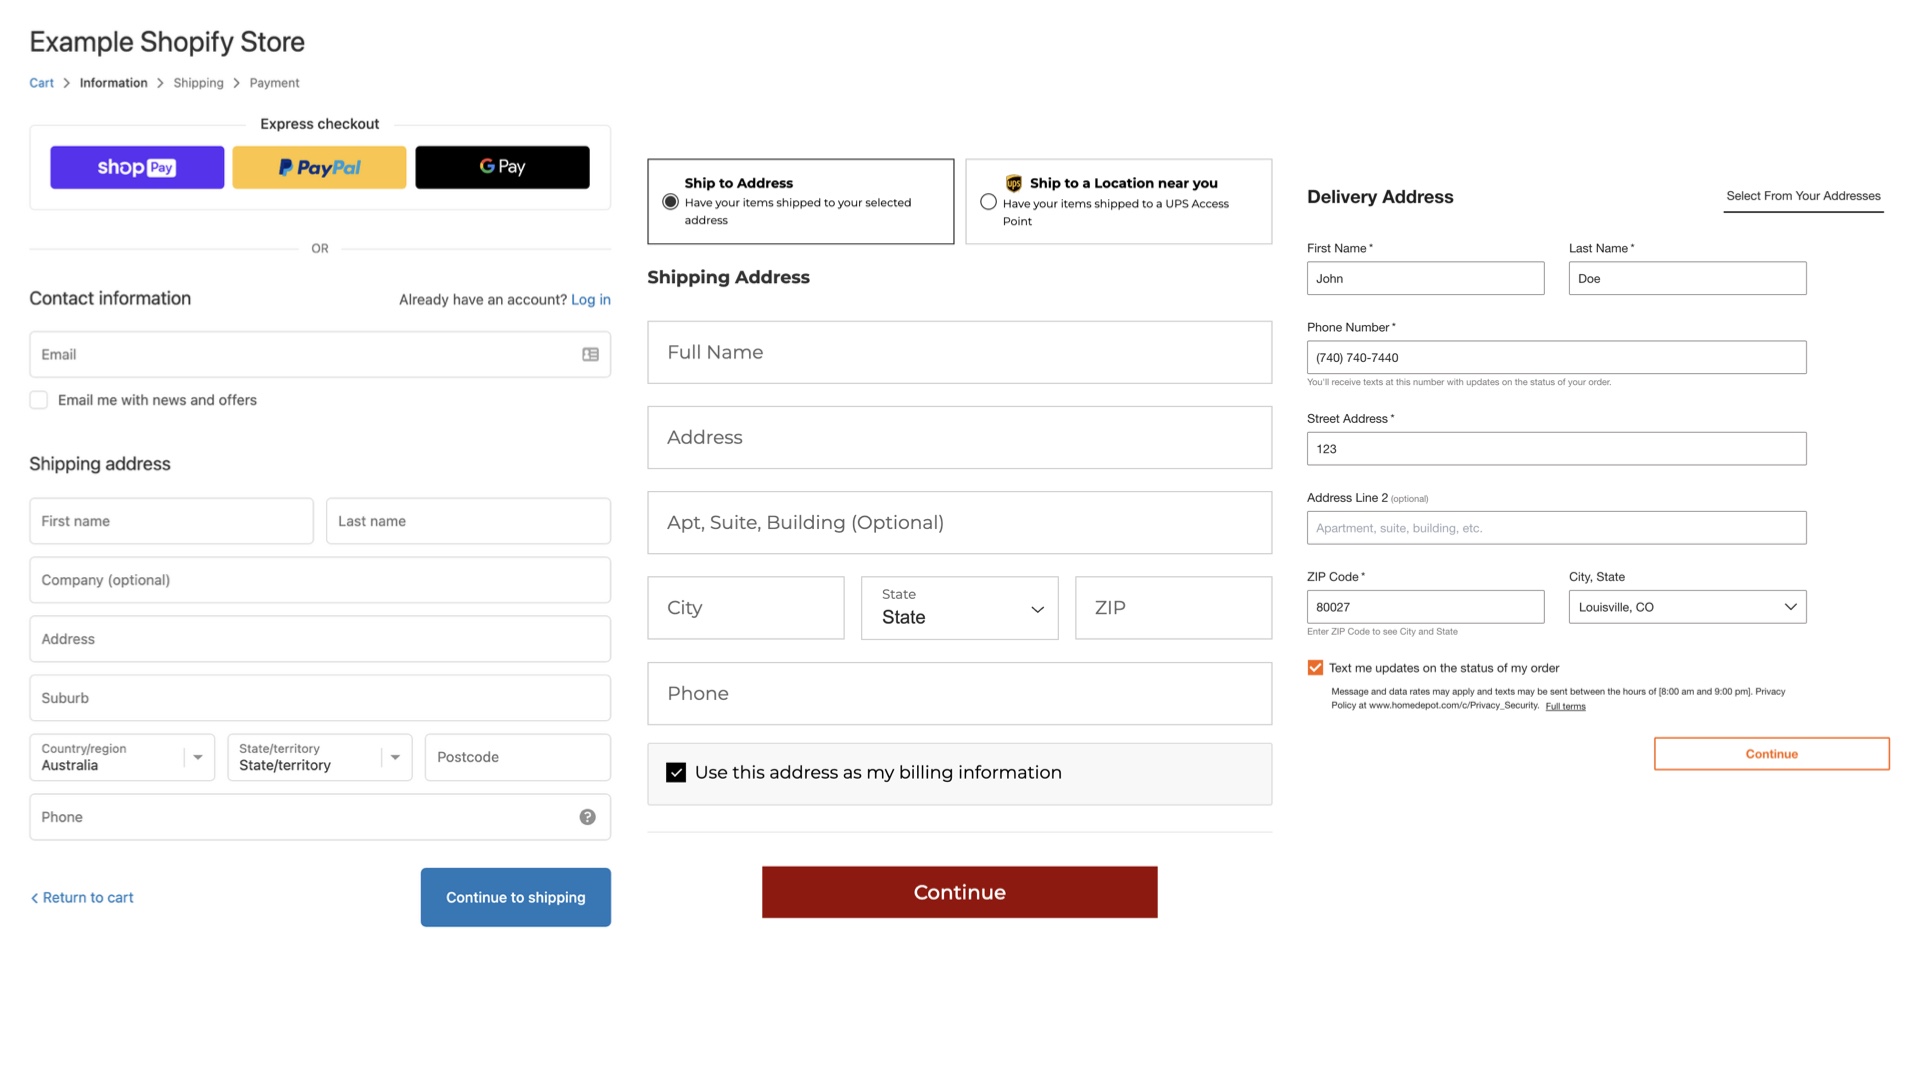 Example Shopify Store
Cart > Information > Shipping > Payment
Express checkout
shop Pay
PayPal
G Pay
OR
Contact information
Already have an account? Log in
Email
Email me with news and offers
Shipping address
First name
Last name
Company (optional)
Address
Suburb
Country/region
Australia
State/territory
State/territory
Postcode
Phone
?
< Return to cart
Continue to shipping
Ship to Address
Have your items shipped to your selected
address
ups
Ship to a Location near you
Have your items shipped to a UPS Access
Point
Shipping Address
Full Name
Address
Apt, Suite, Building (Optional)
City
State
State
ZIP
Phone
Use this address as my billing information
Continue
Delivery Address
Select From Your Addresses
First Name *
Last Name *
John
Doe
Phone Number *
(740) 740-7440
You'll receive texts at this number with updates on the status of your order.
Street Address *
123
Address Line 2 (optional)
Apartment, suite, building, etc.
ZIP Code *
City, State
80027
Louisville, CO
Enter ZIP Code to see City and State
Text me updates on the status of my order
Message and data rates may apply and texts may be sent between the hours of [8:00 am and 9:00 pm]. Privacy
Policy at www.homedepot.com/c/Privacy_Security. Full terms
Continue